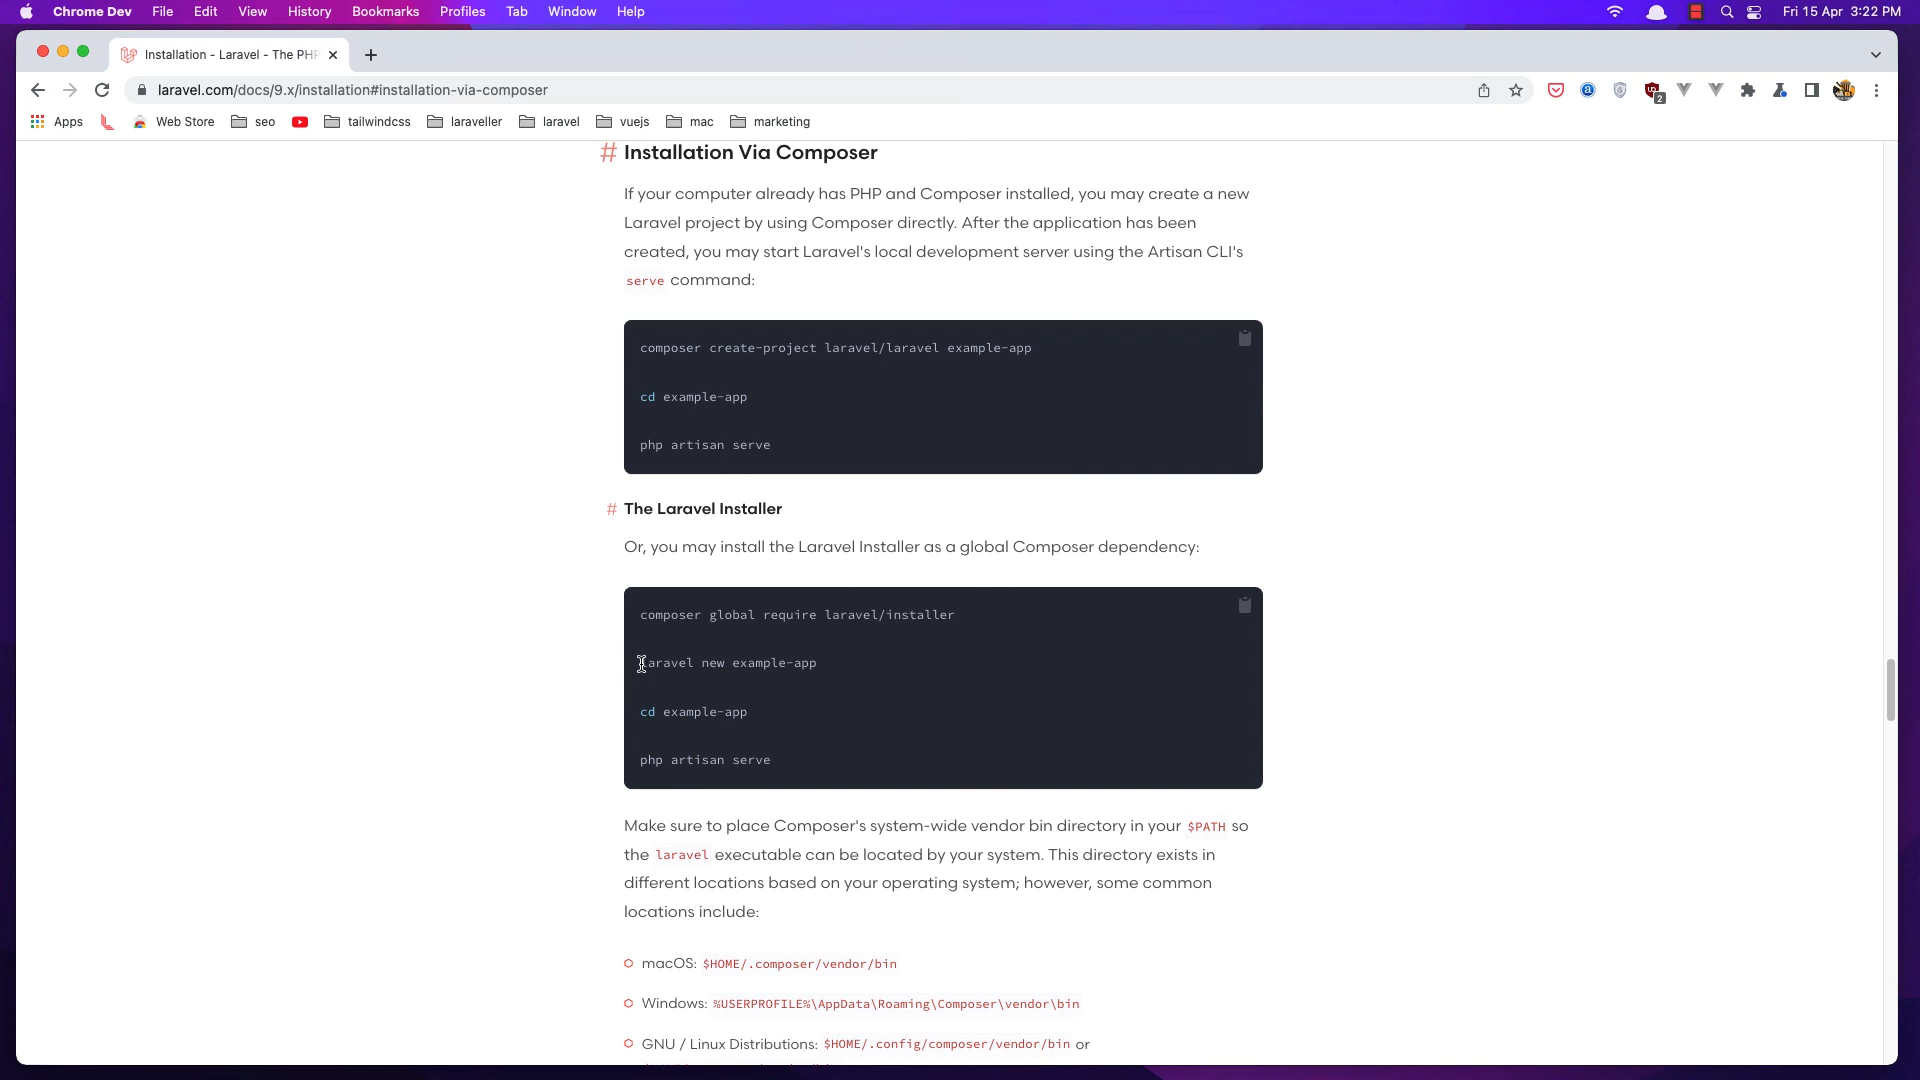 Chrome Dev File Edit View History Bookmarks Profiles Tab Window Help Fri 15 Apr 3:22 PM
Installation - Laravel - The PHP
laravel.com/docs/9.x/installation#installation-via-composer
2
Apps Web Store seo tailwindcss laraveller laravel vuejs mac marketing
# Installation Via Composer
If your computer already has PHP and Composer installed, you may create a new
Laravel project by using Composer directly. After the application has been
created, you may start Laravel's local development server using the Artisan CLI's
serve command:
composer create-project laravel/laravel example-app
cd example-app
php artisan serve
# The Laravel Installer
Or, you may install the Laravel Installer as a global Composer dependency:
composer global require laravel/installer
laravel new example-app
cd example-app
php artisan serve
Make sure to place Composer's system-wide vendor bin directory in your $PATH so
the laravel executable can be located by your system. This directory exists in
different locations based on your operating system; however, some common
locations include:
macOS: $HOME/.composer/vendor/bin
Windows: %USERPROFILE%\AppData\Roaming\Composer\vendor\bin
GNU / Linux Distributions: $HOME/.config/composer/vendor/bin or